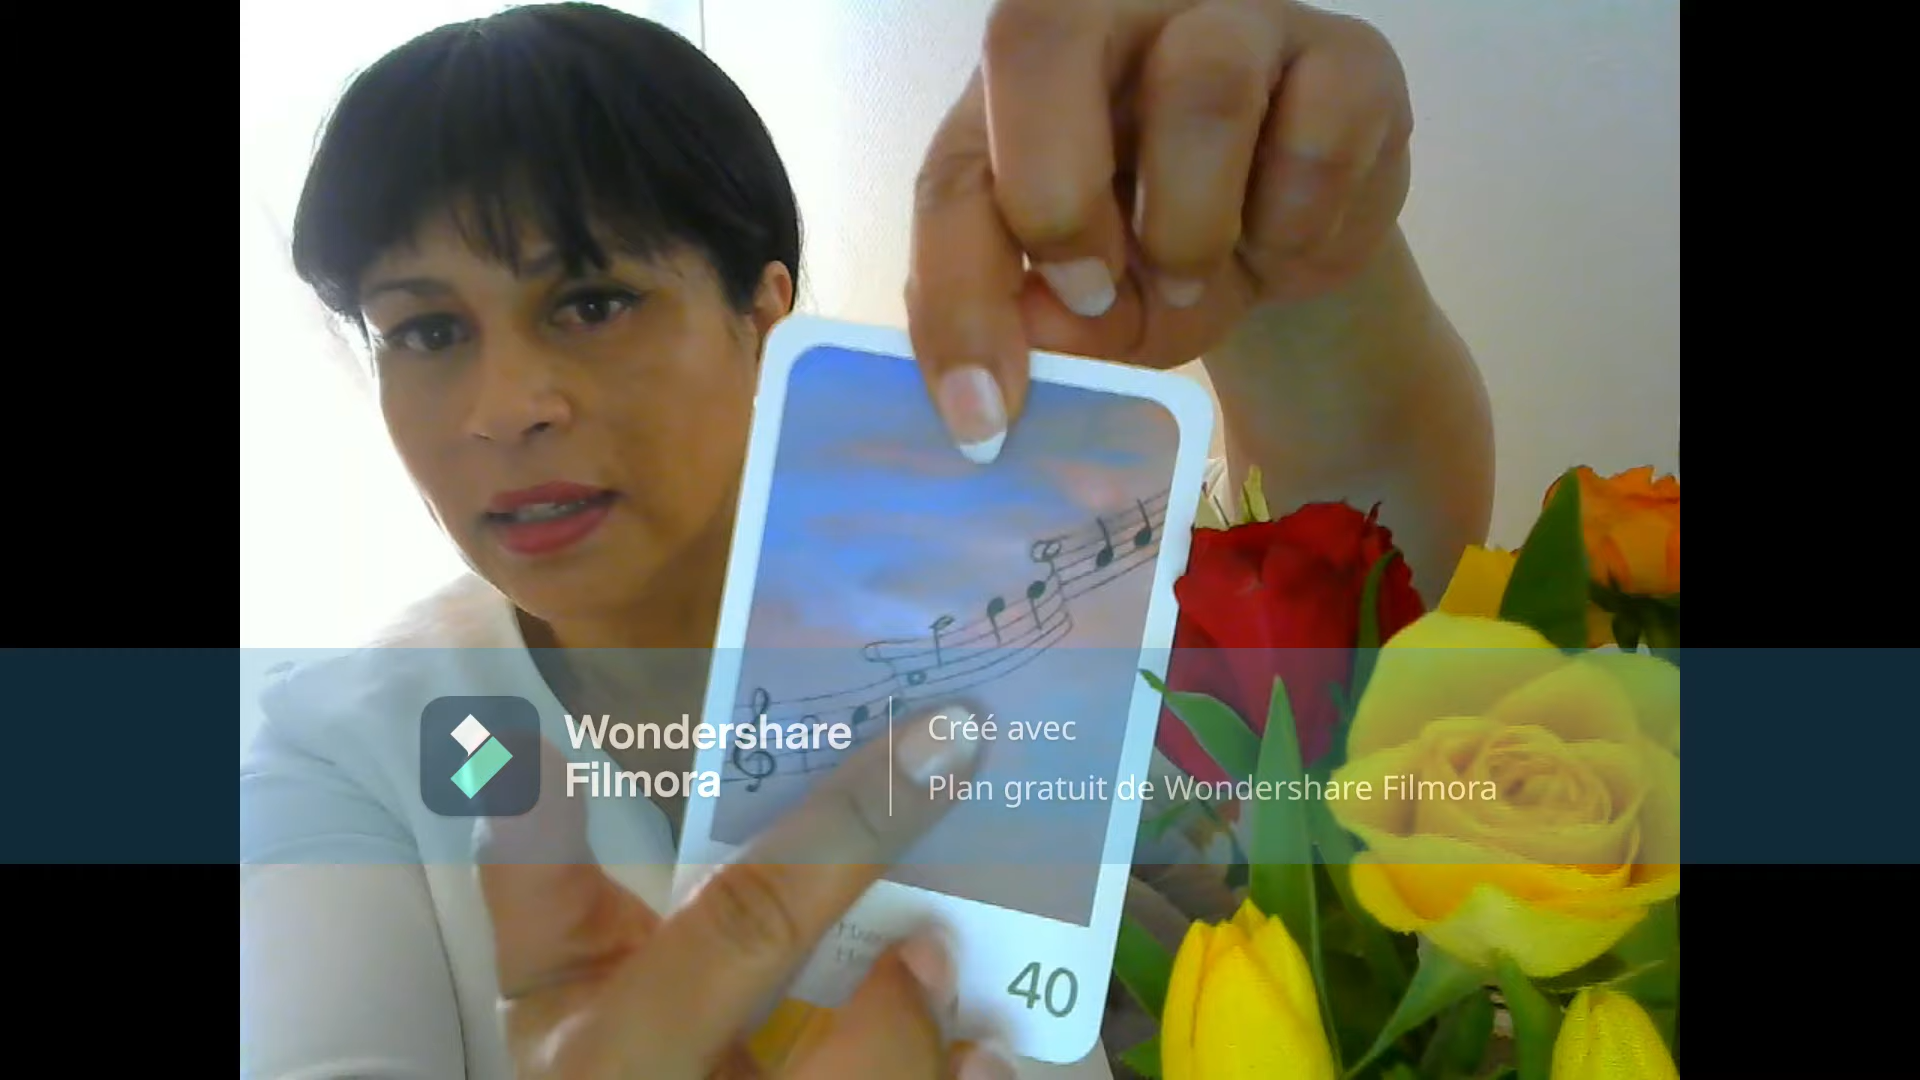 Wondershare
Filmora
Créé avec
Plan gratuit de Wondershare Filmora
40